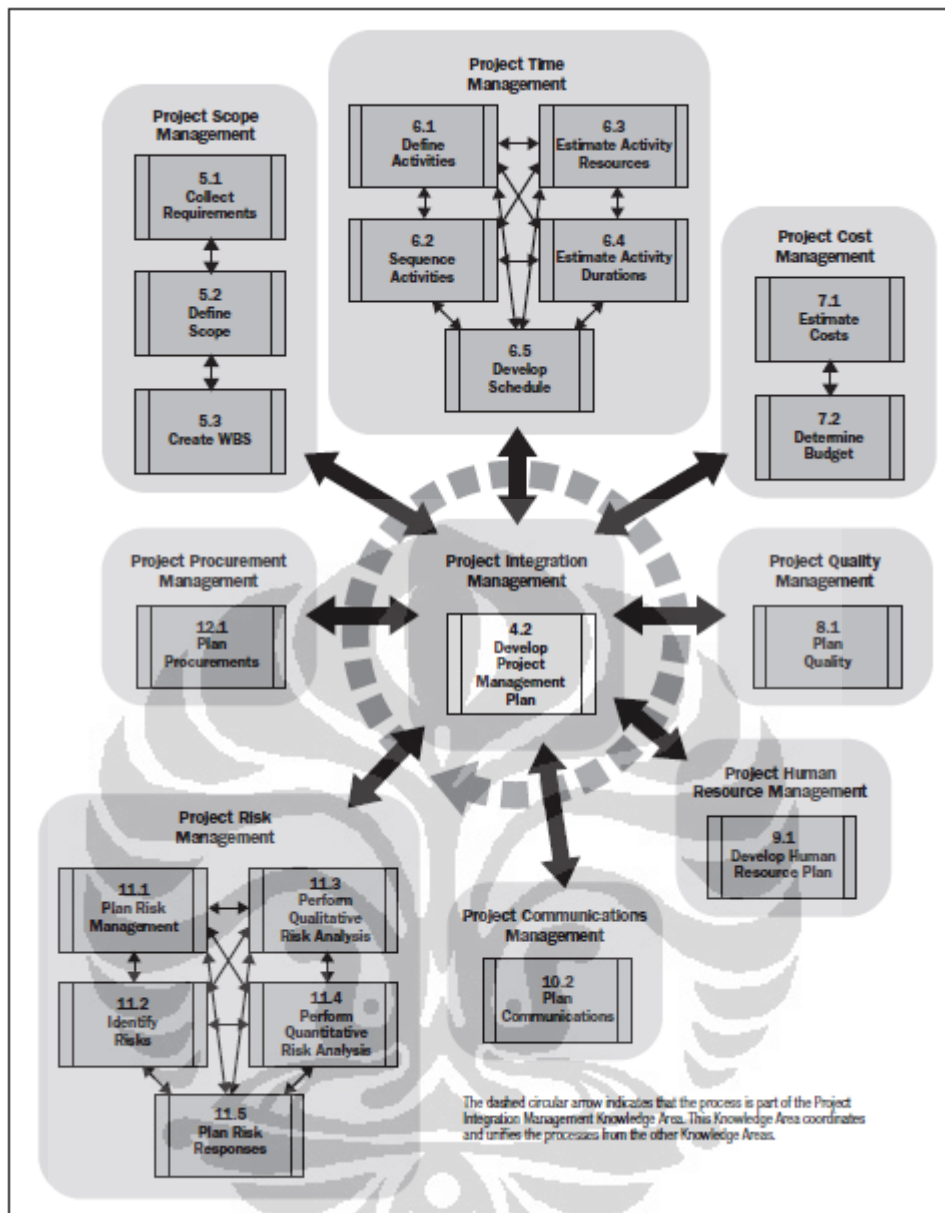 Project Time
Management
6.1
Define
Activities
6.3
Estimate Activity
Resources
6.2
Sequence
Activities
6.4
Estimate Activity
Durations
6.5
Develop
Schedule
Project Scope
Management
5.1
Collect
Requirements
5.2
Define
Scope
5.3
Create WBS
Project Cost
Management
7.1
Estimate
Costs
7.2
Determine
Budget
Project Procurement
Management
12.1
Plan
Procurements
Project Integration
Management
4.2
Develop
Project
Management
Plan
Project Quality
Management
8.1
Plan
Quality
Project Human
Resource Management
9.1
Develop Human
Resource Plan
Project Risk
Management
11.1
Plan Risk
Management
11.3
Perform
Qualitative
Risk Analysis
11.2
Identify
Risks
11.4
Perform
Quantitative
Risk Analysis
11.5
Plan Risk
Responses
Project Communications
Management
10.2
Plan
Communications
The dashed circular arrow indicates that the process is part of the Project
Integration Management Knowledge Area. This Knowledge Area coordinates
and unifies the processes from the other Knowledge Areas.